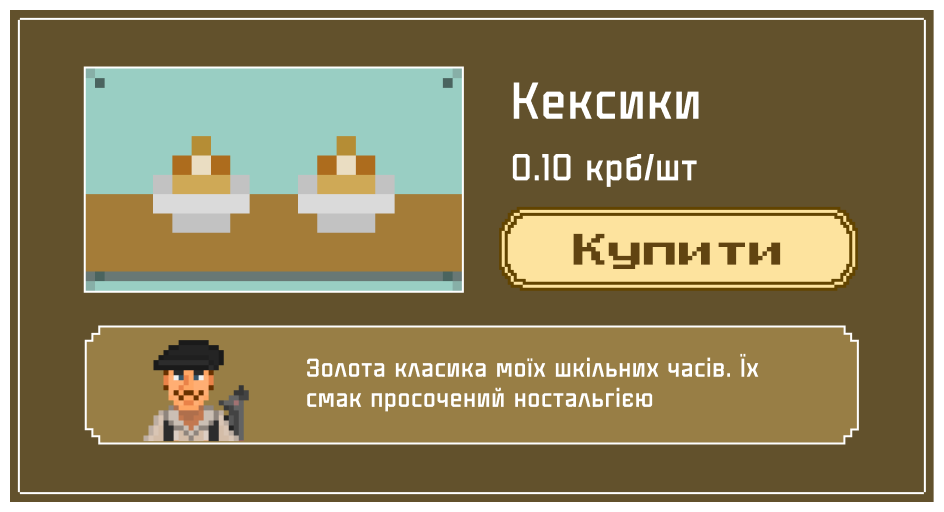 Кексики
0.10 крб/шт
Купити
Золота класика моїх шкільних часів. Їх
смак просочений ностальгією